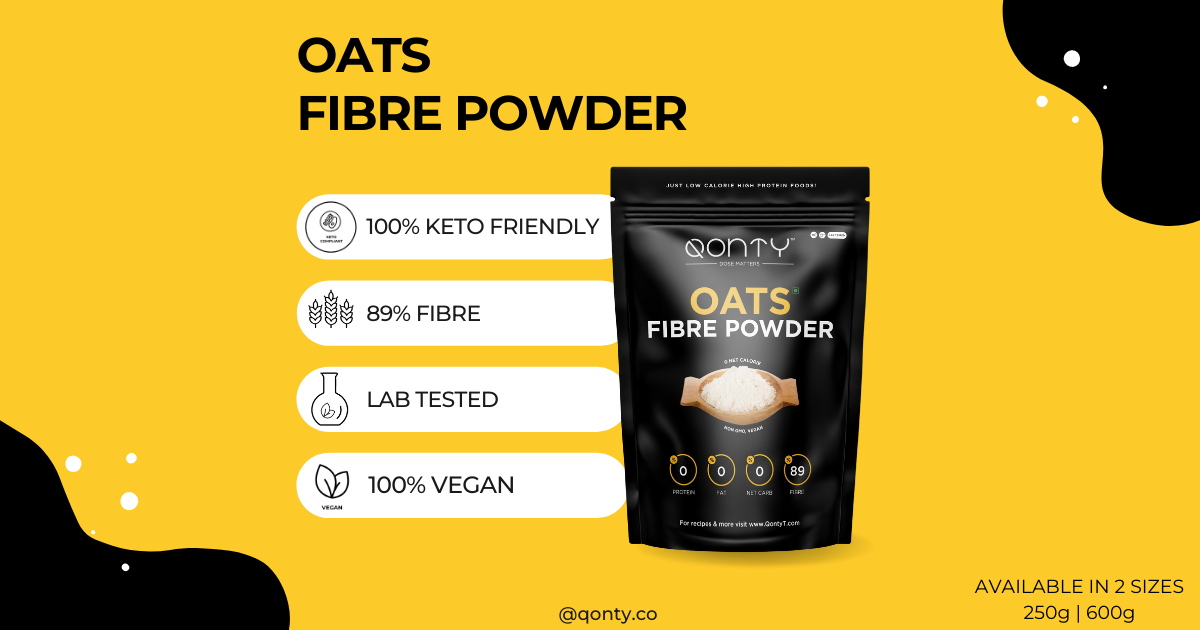 OATS
FIBRE POWDER
KETO
COMPLIANT
100% KETO FRIENDLY
89% FIBRE
LAB TESTED
VEGAN
100% VEGAN
JUST LOW CALORIE HIGH PROTEIN FOODS!
QONTY™
DOSE MATTERS
OATS
FIBRE POWDER
0 NET CALORIE
NON GMO, VEGAN
% % % %
0 0 0 89
PROTEIN FAT NET CARB FIBRE
For recipes & more visit www.QontyT.com
@qonty.co
AVAILABLE IN 2 SIZES
250g | 600g